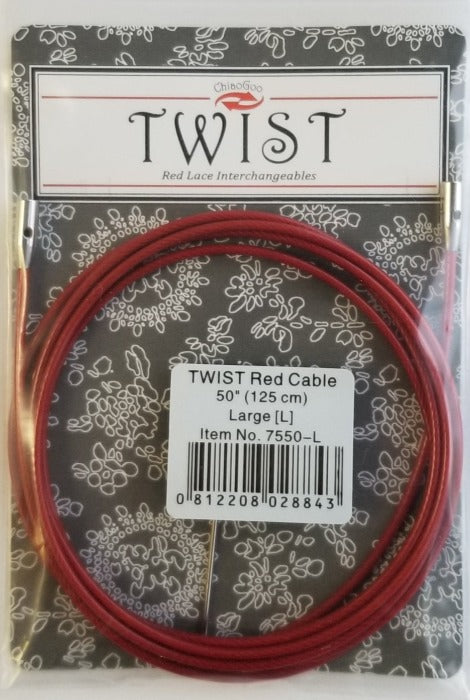 ChiaoGoo
TWIST
Red Lace Interchangeables
TWIST Red Cable
50" (125 cm)
Large [L]
Item No. 7550-L
0 812208 028843